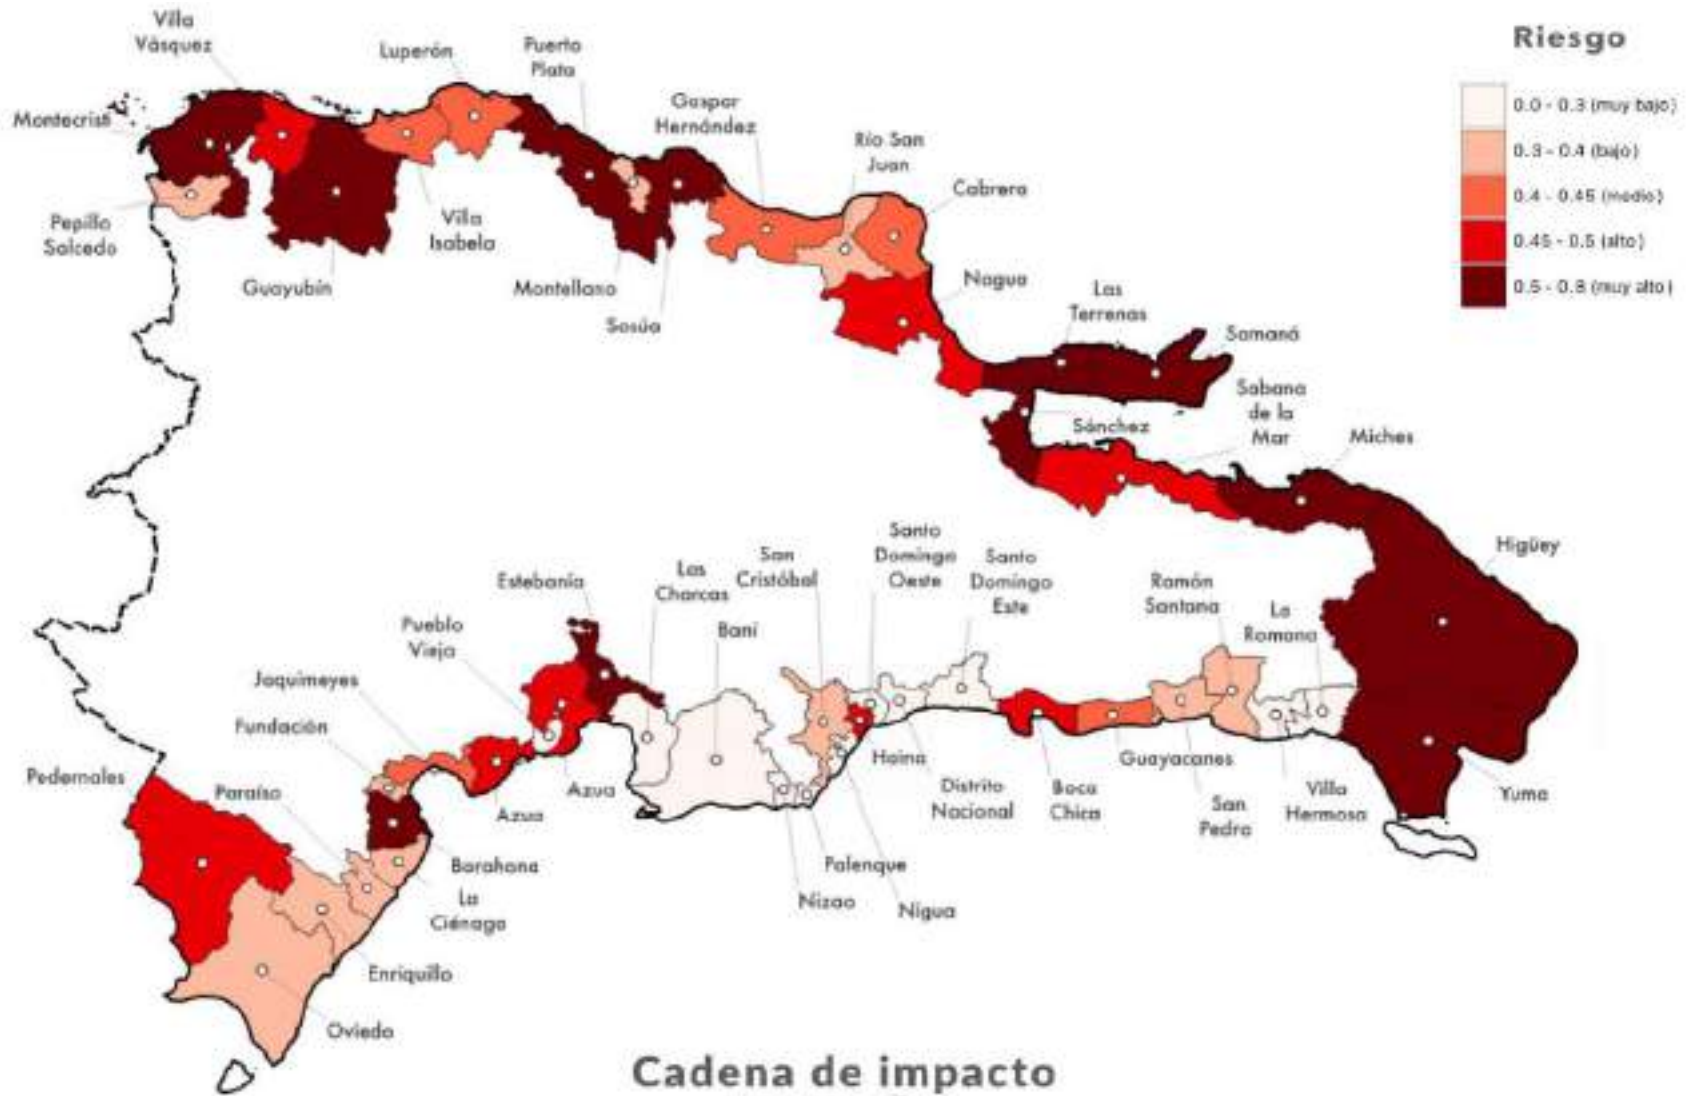 Villa
Vásquez
Luperón
Puerto
Plata
Riesgo
Montecristi
Gaspar
Hernández
Río San
Juan
Cabrera
0.0 - 0.3 (muy bajo)
0.3 - 0.4 (bajo)
0.4 - 0.45 (medio)
0.45 - 0.5 (alto)
0.5 - 0.8 (muy alto)
Pepillo
Salcedo
Villa
Isabela
Guayubín
Montellano
Sosúa
Nagua
Las
Terrenas
Samaná
Sabana
de la
Mar
Sánchez
Miches
Higüey
Estebanía
Las
Charcas
San
Cristóbal
Santo
Domingo
Oeste
Santo
Domingo
Este
Ramón
Santana
La
Romana
Pueblo
Viejo
Baní
Jaquimeyes
Fundación
Pedernales
Paraíso
Azua
Azua
Haina
Distrito
Nacional
Boca
Chica
Guayacanes
San
Pedro
Villa
Hermosa
Yuma
Barahona
La
Ciénaga
Palenque
Nizao
Nigua
Enriquillo
Oviedo
Cadena de impacto